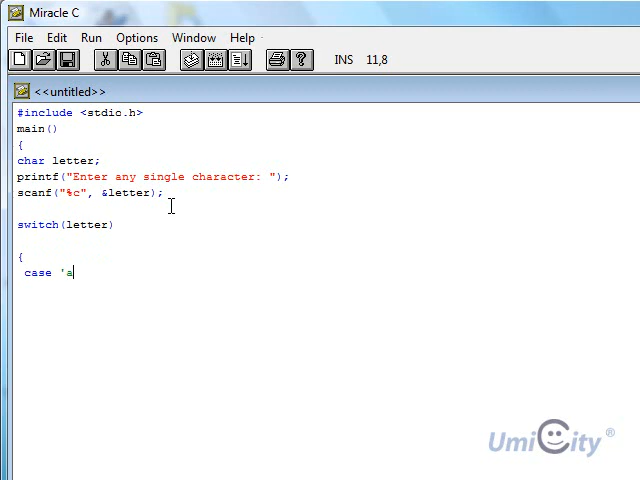 Miracle C
File Edit Run Options Window Help
INS 11,8
<<untitled>>
#include <stdio.h>
main()
{
char letter;
printf("Enter any single character: ");
scanf("%c", &letter);
switch(letter)
{
case 'a
UmiCity ®